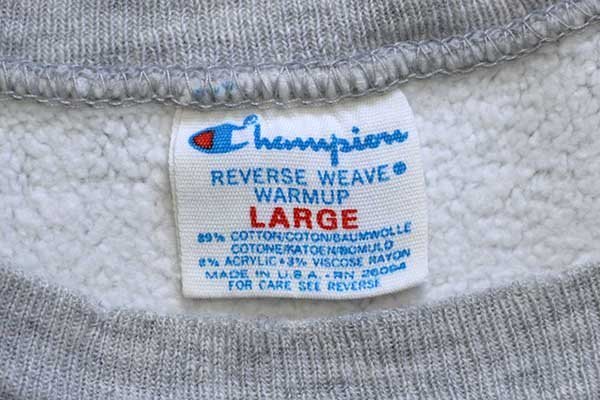 Champion
REVERSE WEAVE®
WARMUP
LARGE
89% COTTON/COTON/BAUMWOLLE
COTONE/KATOEN/BOMULD
8% ACRYLIC•3% VISCOSE RAYON
MADE IN U.S.A.-RN 26094
FOR CARE SEE REVERSE